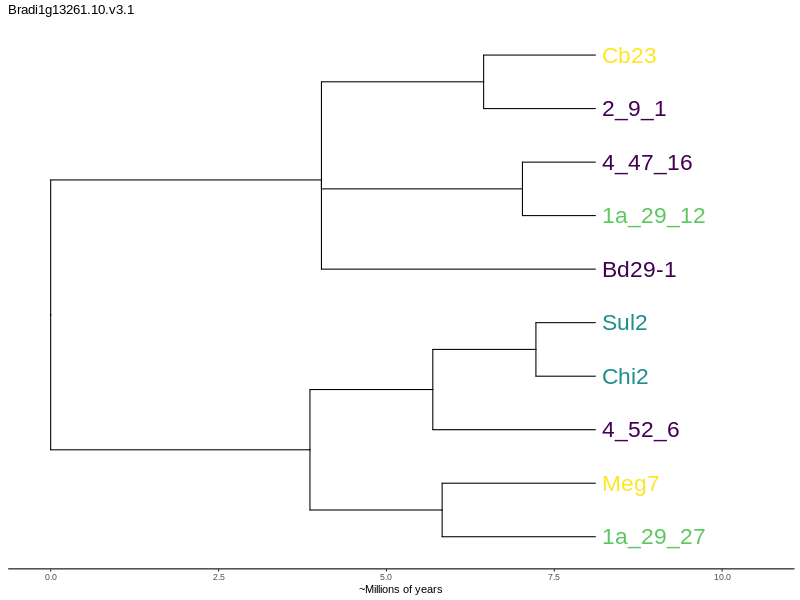 Bradi1g13261.10.v3.1
Cb23
2_9_1
4_47_16
1a_29_12
Bd29-1
Sul2
Chi2
4_52_6
Meg7
1a_29_27
0.0 2.5 5.0 7.5 10.0
~Millions of years